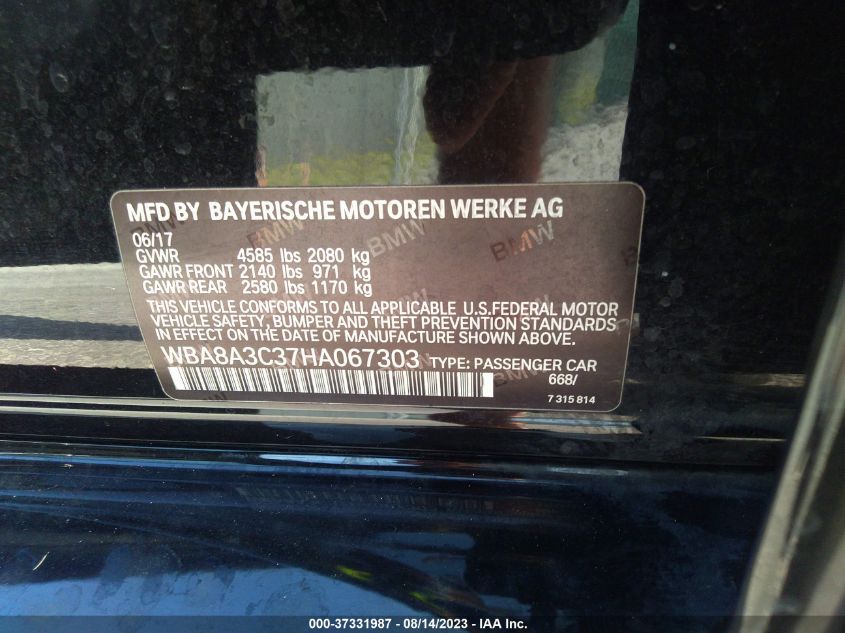 MFD BY BAYERISCHE MOTOREN WERKE AG
06/17
GVWR 4585 lbs 2080 kg
GAWR FRONT 2140 lbs 971 kg
GAWR REAR 2580 lbs 1170 kg
THIS VEHICLE CONFORMS TO ALL APPLICABLE U.S.FEDERAL MOTOR
VEHICLE SAFETY, BUMPER AND THEFT PREVENTION STANDARDS
IN EFFECT ON THE DATE OF MANUFACTURE SHOWN ABOVE.
WBA8A3C37HA067303 TYPE: PASSENGER CAR
668/
7 315 814
BMW
BMW
000-37331987 - 08/14/2023 - IAA Inc.